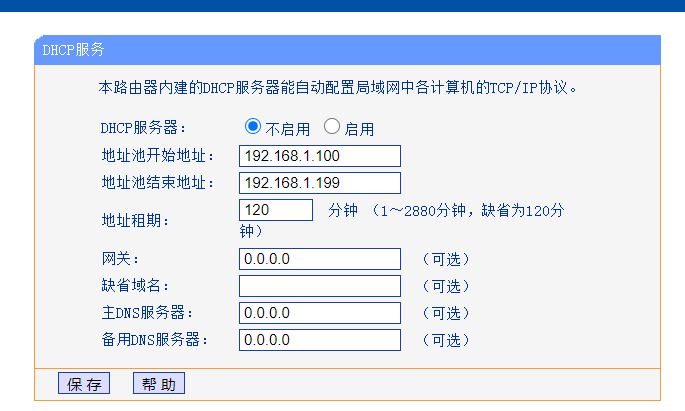 DHCP服务
本路由器内建的DHCP服务器能自动配置局域网中各计算机的TCP/IP协议。
DHCP服务器： 不启用 启用
地址池开始地址： 192.168.1.100
地址池结束地址： 192.168.1.199
地址租期： 120 分钟 （1～2880分钟，缺省为120分
钟）
网关： 0.0.0.0 （可选）
缺省域名： （可选）
主DNS服务器： 0.0.0.0 （可选）
备用DNS服务器： 0.0.0.0 （可选）
保存 帮助